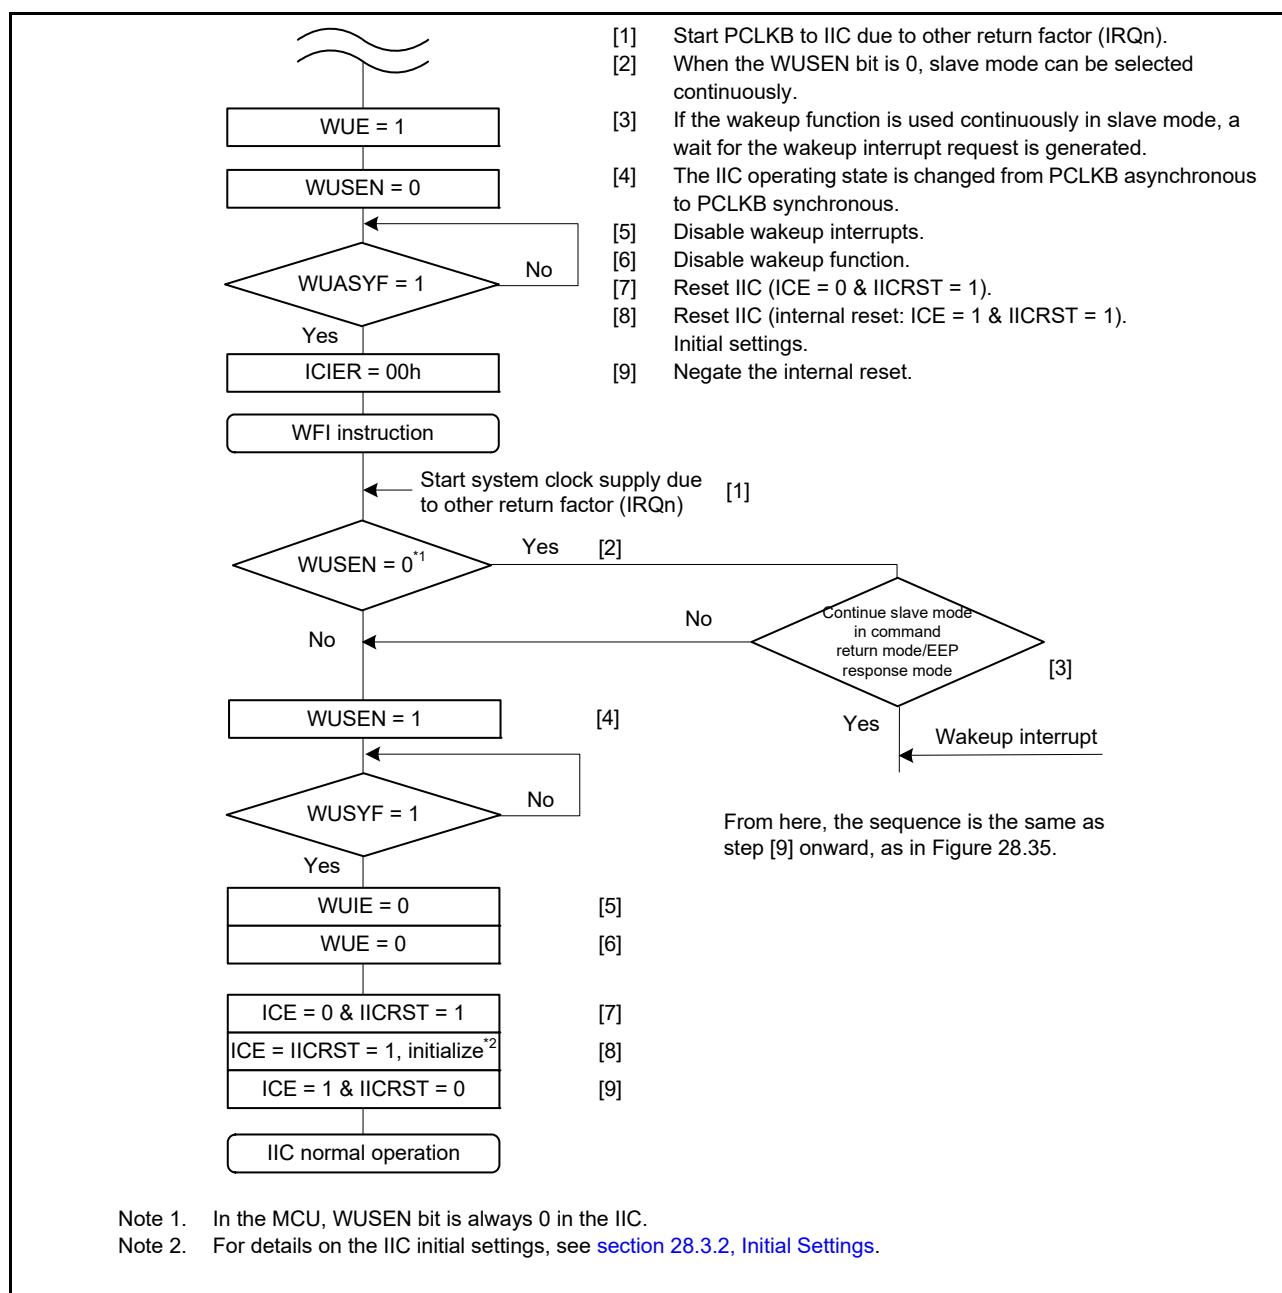 [1] Start PCLKB to IIC due to other return factor (IRQn).
[2] When the WUSEN bit is 0, slave mode can be selected
continuously.
[3] If the wakeup function is used continuously in slave mode, a
wait for the wakeup interrupt request is generated.
[4] The IIC operating state is changed from PCLKB asynchronous
to PCLKB synchronous.
[5] Disable wakeup interrupts.
[6] Disable wakeup function.
[7] Reset IIC (ICE = 0 & IICRST = 1).
[8] Reset IIC (internal reset: ICE = 1 & IICRST = 1).
Initial settings.
[9] Negate the internal reset.
WUE = 1
WUSEN = 0
WUASYF = 1
No
Yes
ICIER = 00h
WFI instruction
Start system clock supply due
to other return factor (IRQn)
[1]
WUSEN = 0*1
Yes [2]
No
Continue slave mode
in command
return mode/EEP
response mode
[3]
No
Yes
Wakeup interrupt
From here, the sequence is the same as
step [9] onward, as in Figure 28.35.
WUSEN = 1 [4]
WUSYF = 1
No
Yes
WUIE = 0 [5]
WUE = 0 [6]
ICE = 0 & IICRST = 1 [7]
ICE = IICRST = 1, initialize*2 [8]
ICE = 1 & IICRST = 0 [9]
IIC normal operation
Note 1. In the MCU, WUSEN bit is always 0 in the IIC.
Note 2. For details on the IIC initial settings, see section 28.3.2, Initial Settings.